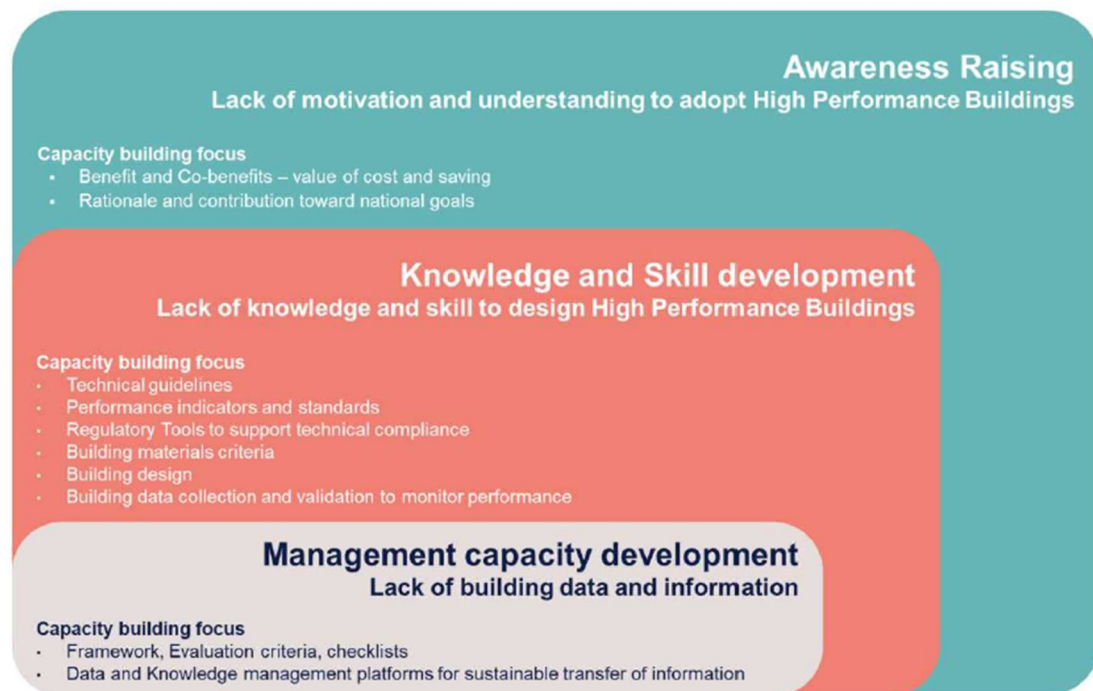 Awareness Raising
Lack of motivation and understanding to adopt High Performance Buildings
Capacity building focus
• Benefit and Co-benefits – value of cost and saving
• Rationale and contribution toward national goals
Knowledge and Skill development
Lack of knowledge and skill to design High Performance Buildings
Capacity building focus
• Technical guidelines
• Performance indicators and standards
• Regulatory Tools to support technical compliance
• Building materials criteria
• Building design
• Building data collection and validation to monitor performance
Management capacity development
Lack of building data and information
Capacity building focus
• Framework, Evaluation criteria, checklists
• Data and Knowledge management platforms for sustainable transfer of information